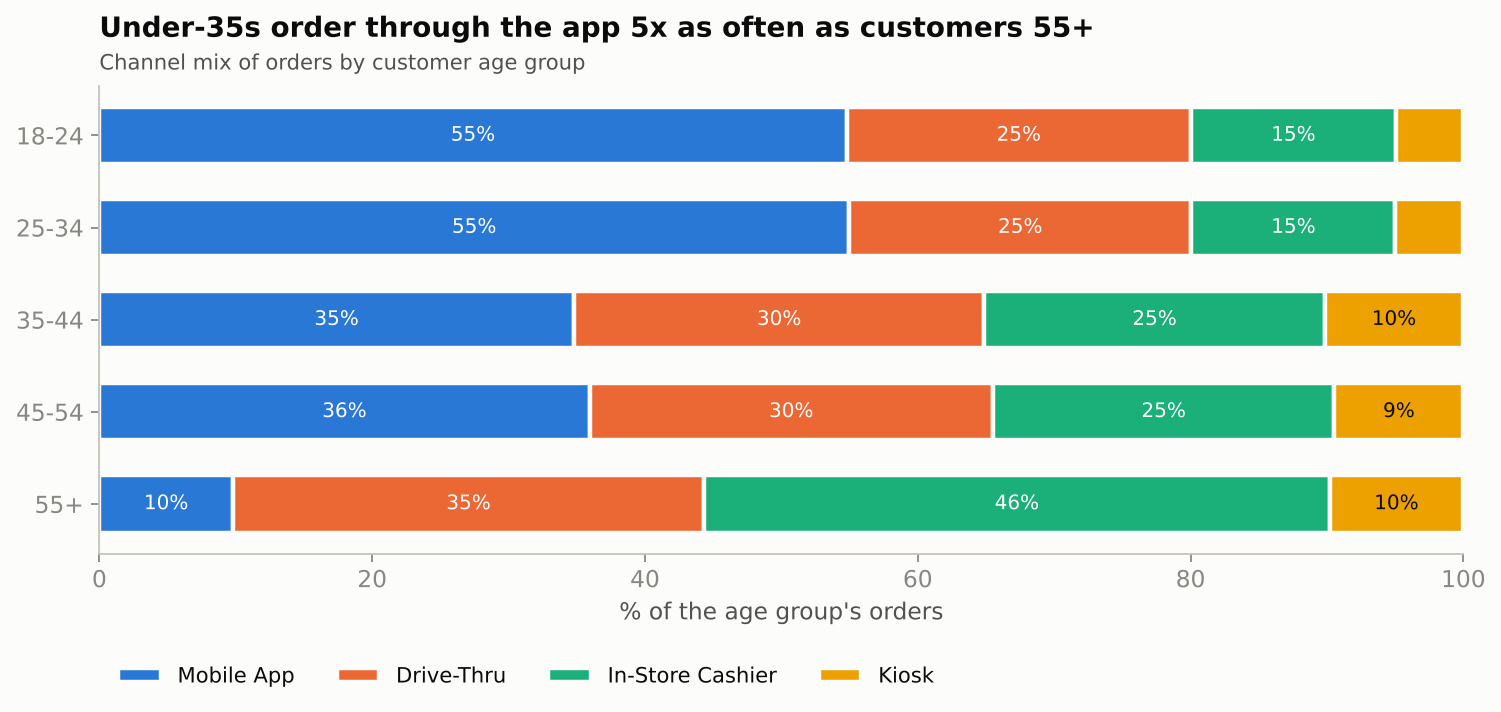 Under-35s order through the app 5x as often as customers 55+
Channel mix of orders by customer age group
18-24 55% 25% 15%
25-34 55% 25% 15%
35-44 35% 30% 25% 10%
45-54 36% 30% 25% 9%
55+ 10% 35% 46% 10%
0 20 40 60 80 100
% of the age group's orders
Mobile App Drive-Thru In-Store Cashier Kiosk